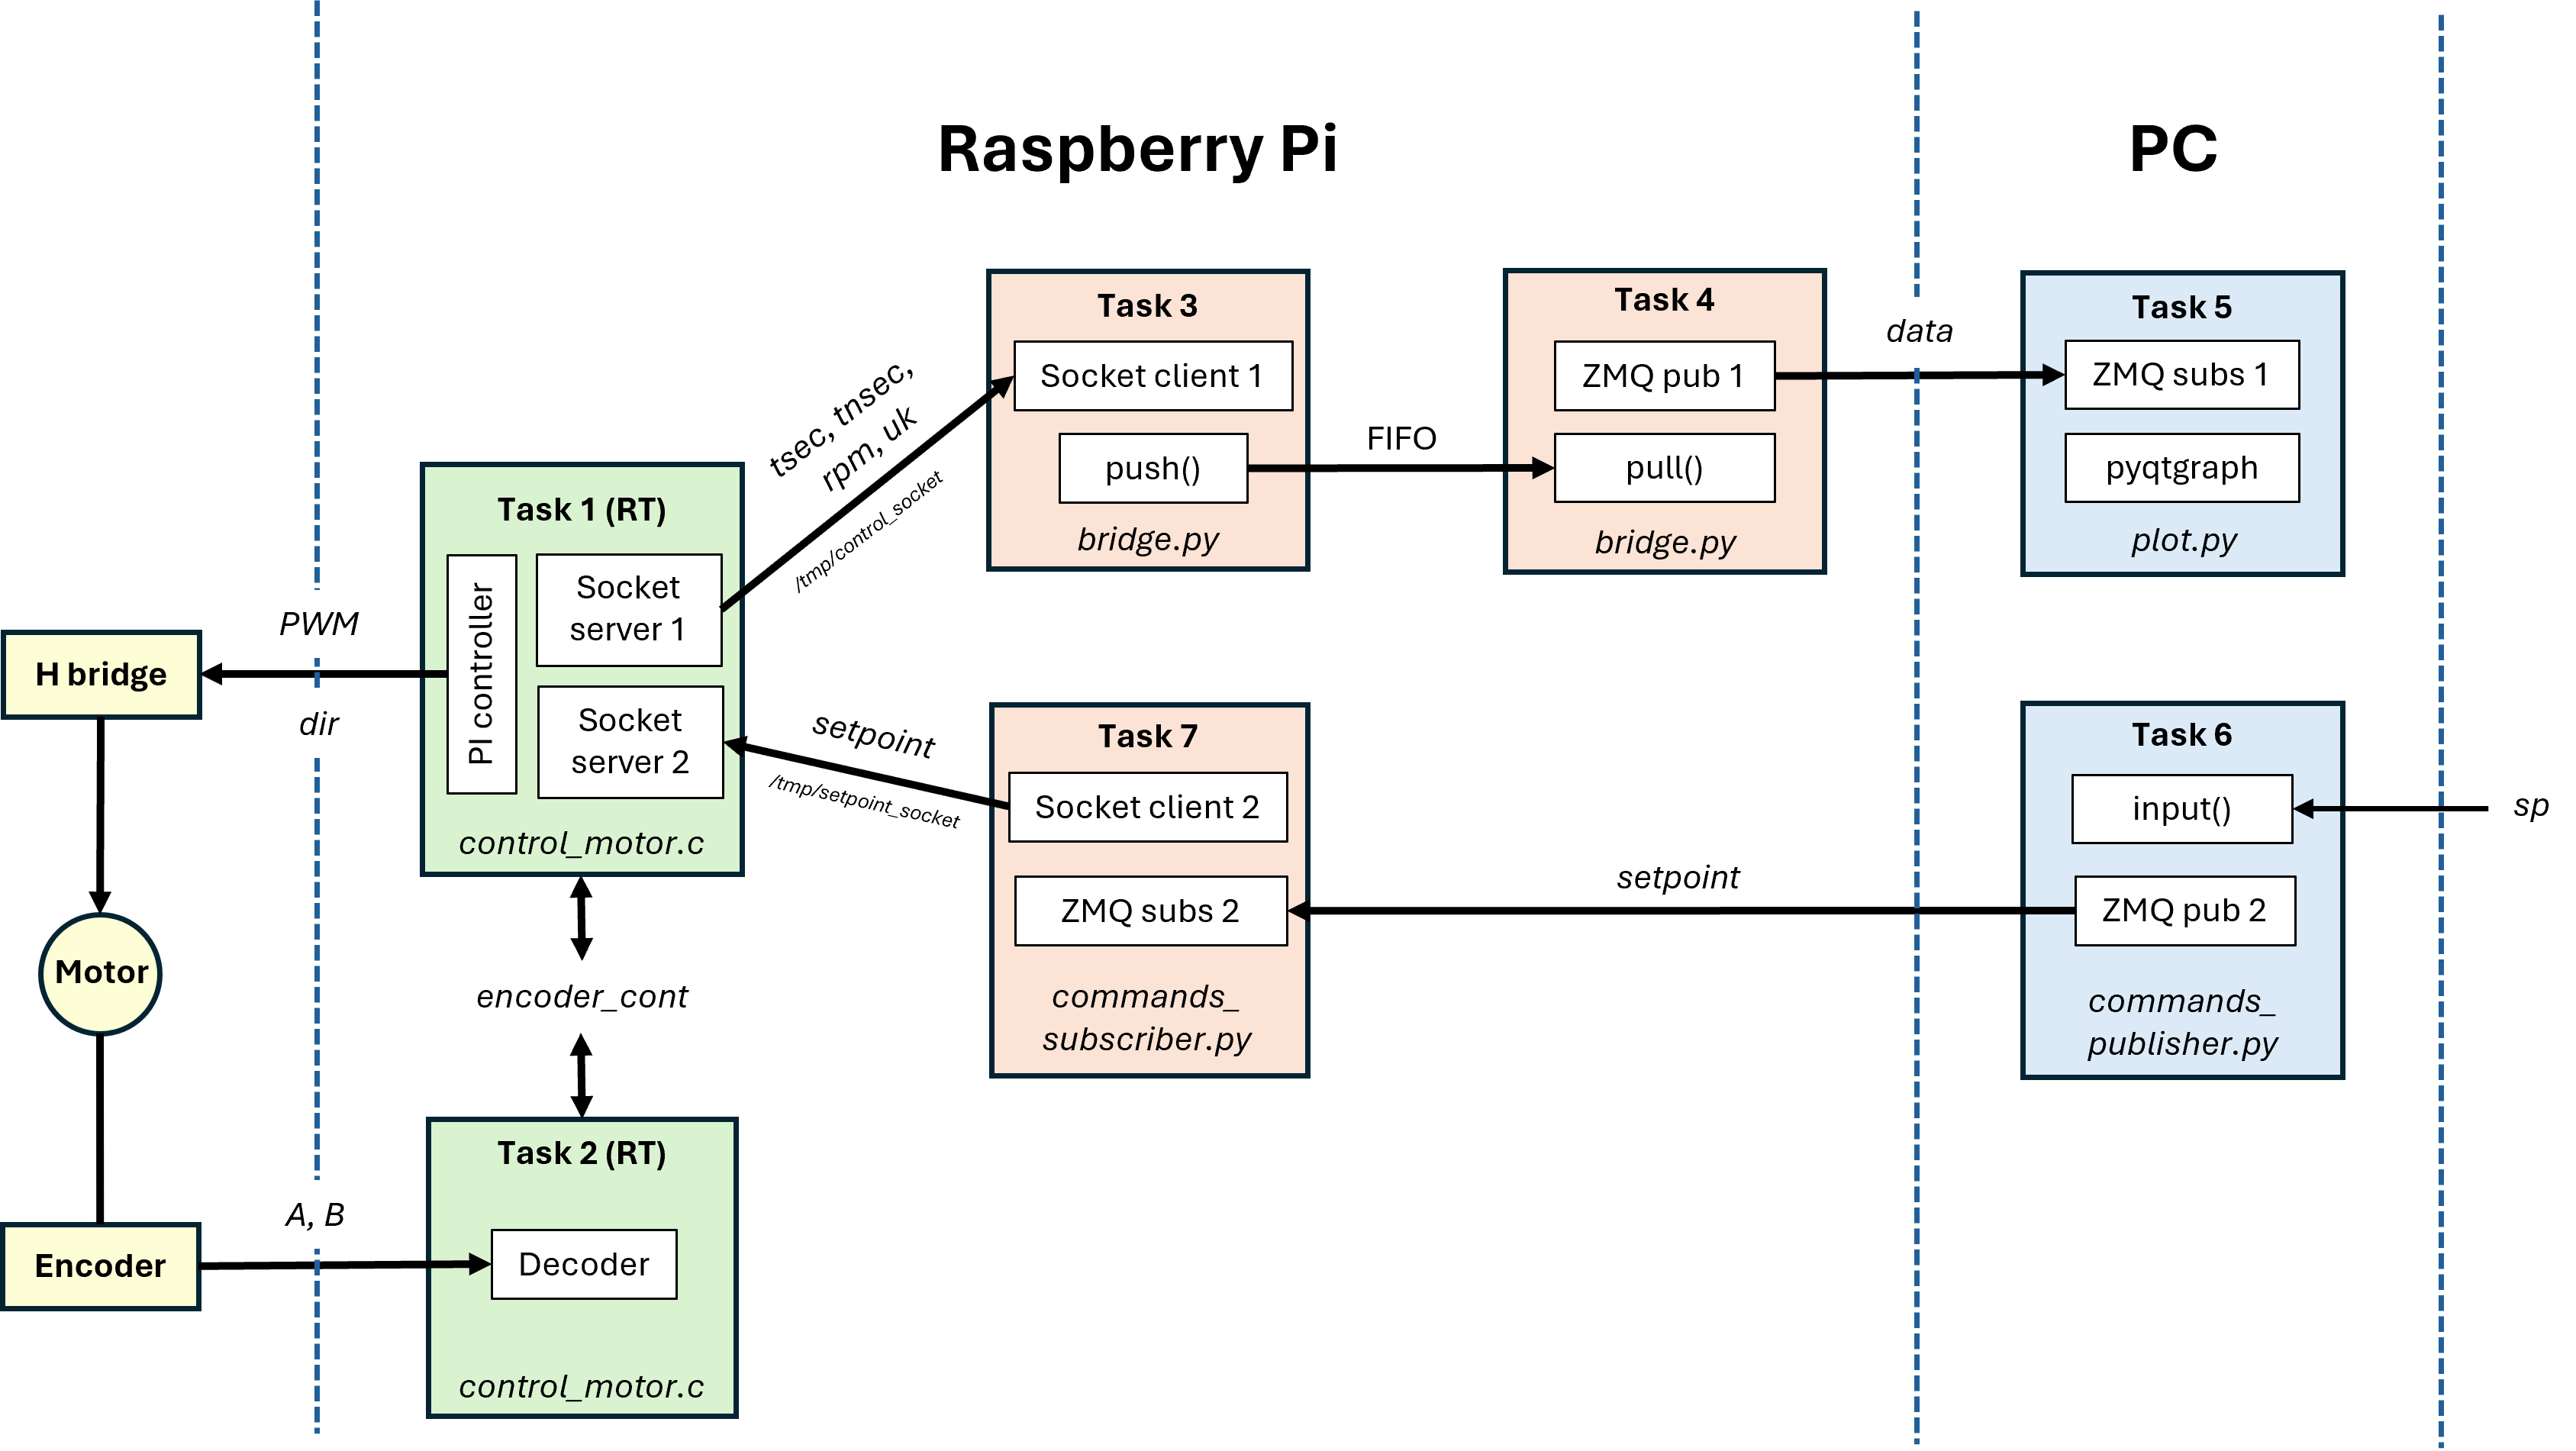 Raspberry Pi
PC
Task 3
Socket client 1
push()
bridge.py
FIFO
Task 4
ZMQ pub 1
pull()
bridge.py
data
Task 5
ZMQ subs 1
pyqtgraph
plot.py
tsec, tnsec,
rpm, uk
/tmp/control_socket
Task 1 (RT)
PI controller
Socket
server 1
Socket
server 2
control_motor.c
PWM
dir
H bridge
Motor
Encoder
A, B
encoder_cont
Task 2 (RT)
Decoder
control_motor.c
setpoint
/tmp/setpoint_socket
Task 7
Socket client 2
ZMQ subs 2
commands_
subscriber.py
setpoint
Task 6
input()
ZMQ pub 2
commands_
publisher.py
sp